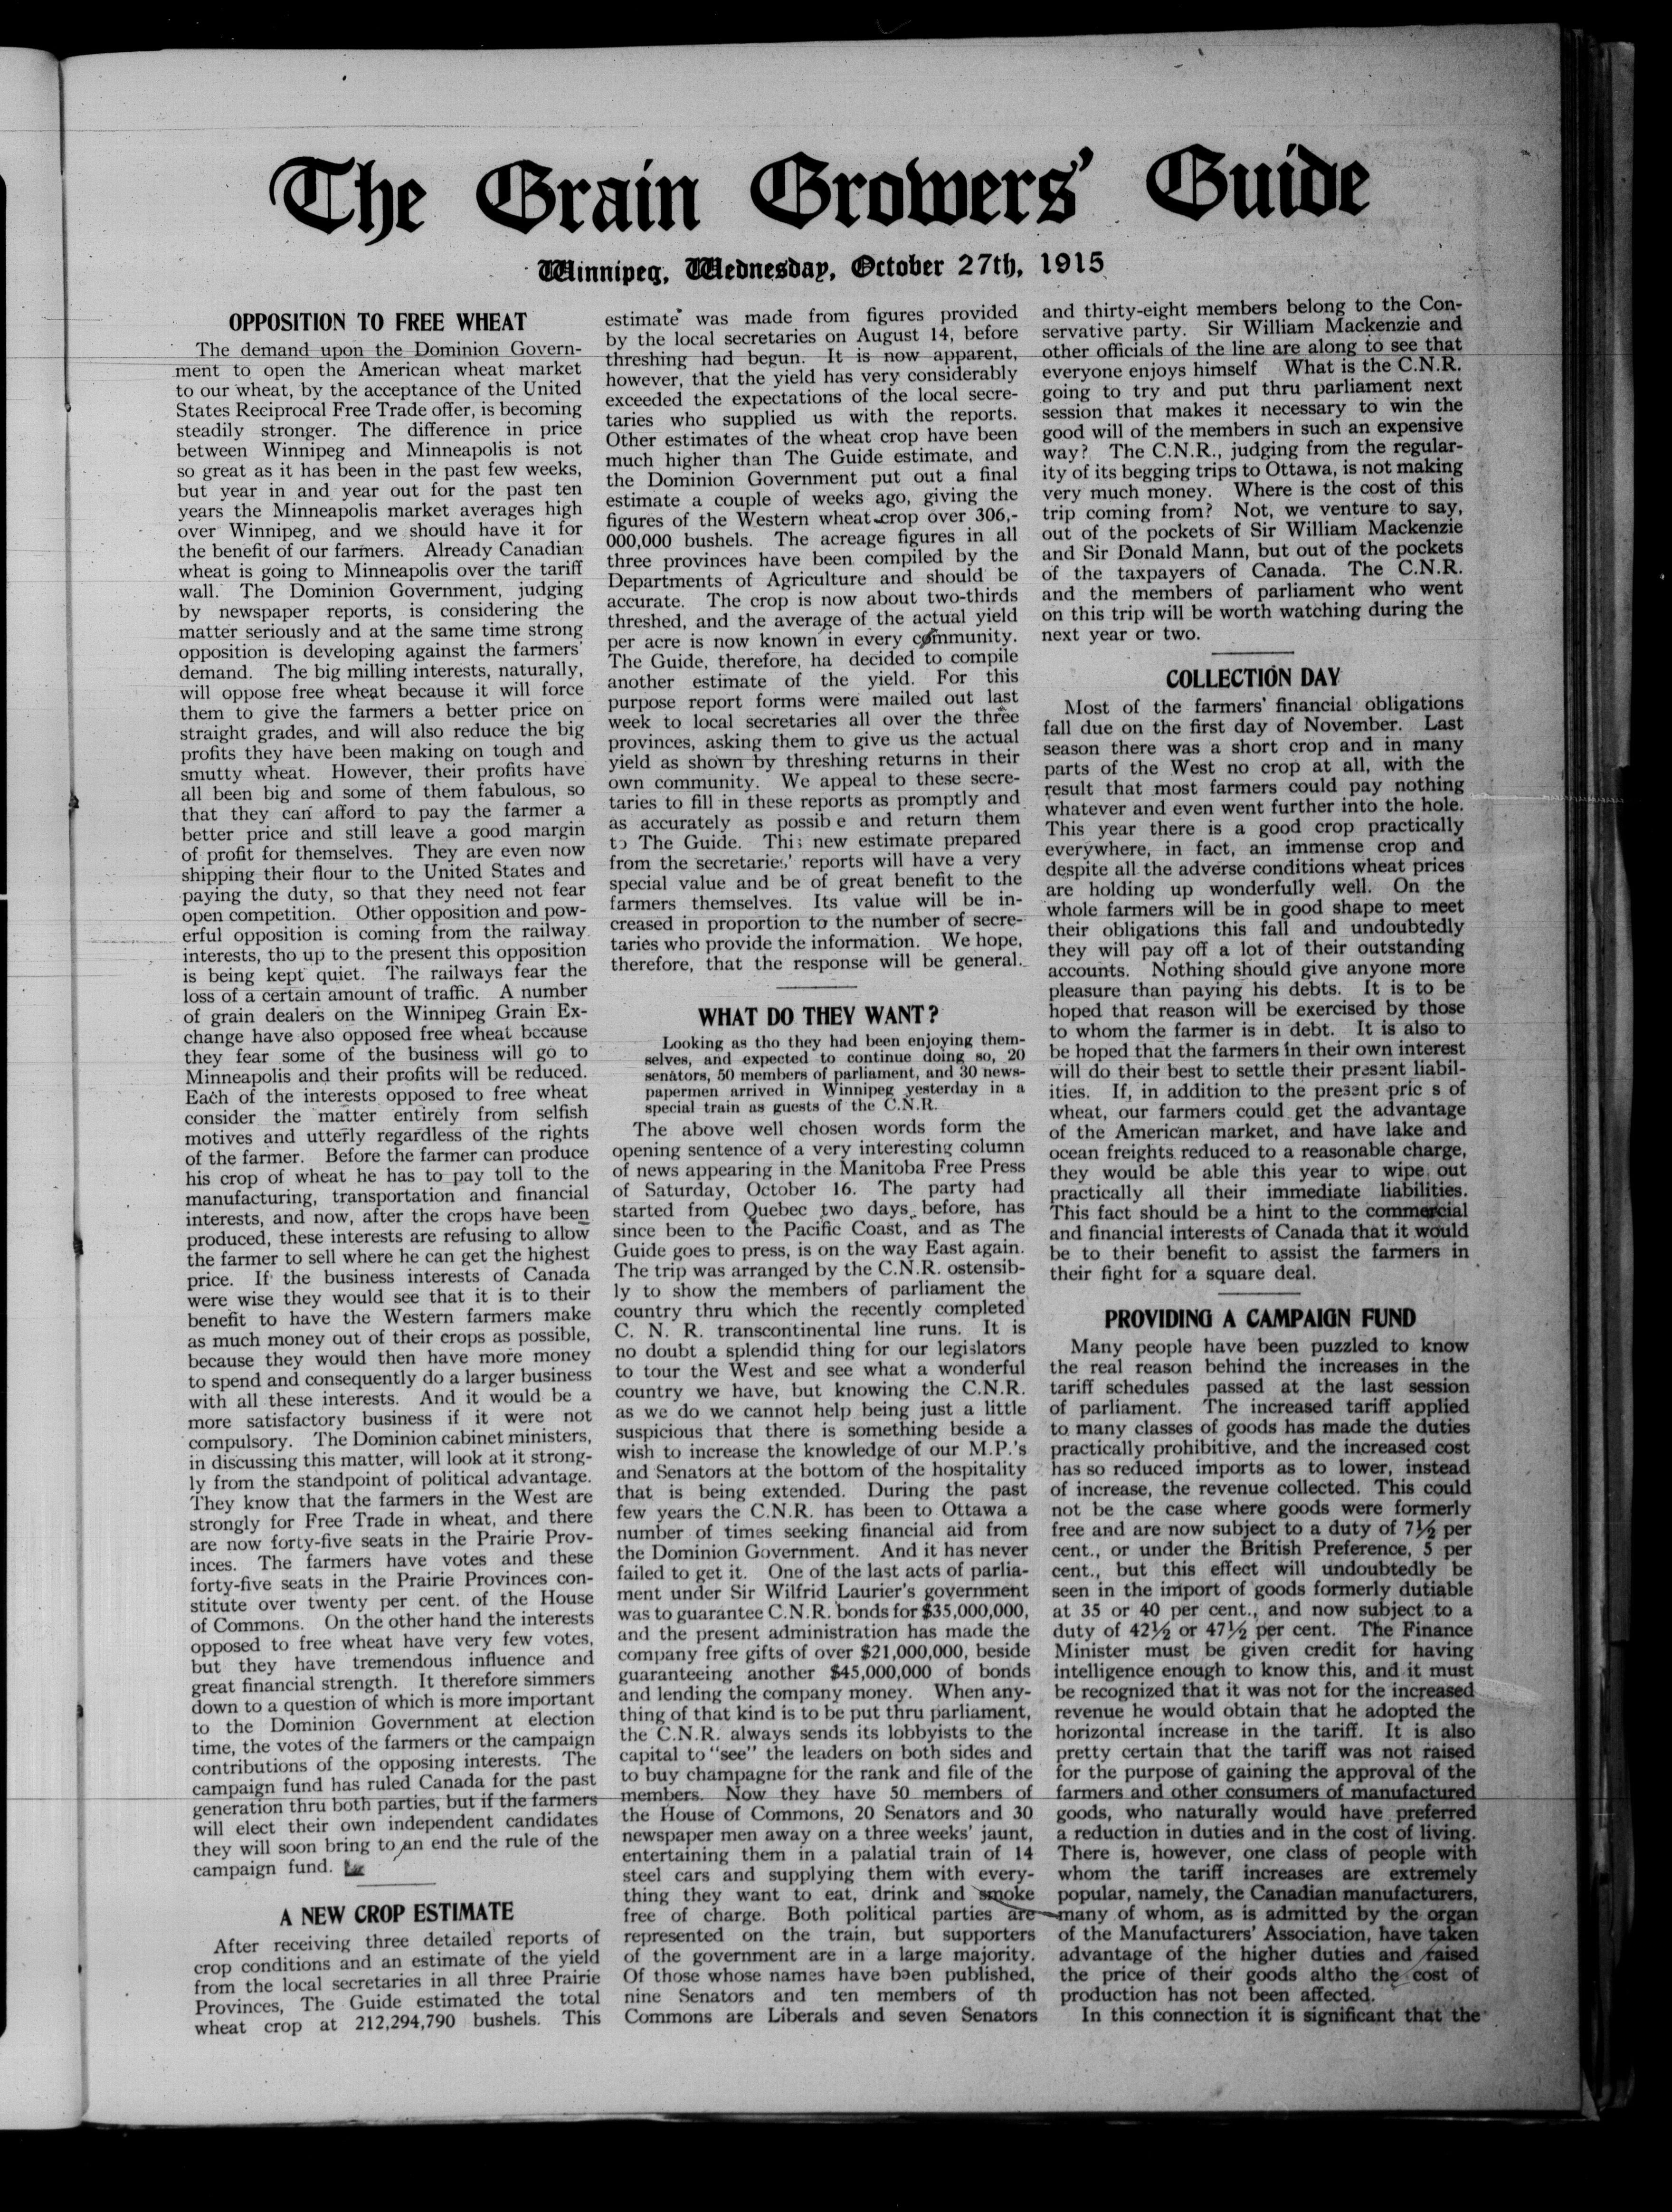 The Grain Growers' Guide
Winnipeg, Wednesday, October 27th, 1915
OPPOSITION TO FREE WHEAT
The demand upon the Dominion Govern-
ment to open the American wheat market
to our wheat, by the acceptance of the United
States Reciprocal Free Trade offer, is becoming
steadily stronger. The difference in price
between Winnipeg and Minneapolis is not
so great as it has been in the past few weeks,
but year in and year out for the past ten
years the Minneapolis market averages high
over Winnipeg, and we should have it for
the benefit of our farmers. Already Canadian
wheat is going to Minneapolis over the tariff
wall. The Dominion Government, judging
by newspaper reports, is considering the
matter seriously and at the same time strong
opposition is developing against the farmers'
demand. The big milling interests, naturally,
will oppose free wheat because it will force
them to give the farmers a better price on
straight grades, and will also reduce the big
profits they have been making on tough and
smutty wheat. However, their profits have
all been big and some of them fabulous, so
that they can afford to pay the farmer a
better price and still leave a good margin
of profit for themselves. They are even now
shipping their flour to the United States and
paying the duty, so that they need not fear
open competition. Other opposition and pow-
erful opposition is coming from the railway
interests, tho up to the present this opposition
is being kept quiet. The railways fear the
loss of a certain amount of traffic. A number
of grain dealers on the Winnipeg Grain Ex-
change have also opposed free wheat because
they fear some of the business will go to
Minneapolis and their profits will be reduced.
Each of the interests opposed to free wheat
consider the matter entirely from selfish
motives and utterly regardless of the rights
of the farmer. Before the farmer can produce
his crop of wheat he has to pay toll to the
manufacturing, transportation and financial
interests, and now, after the crops have been
produced, these interests are refusing to allow
the farmer to sell where he can get the highest
price. If the business interests of Canada
were wise they would see that it is to their
benefit to have the Western farmers make
as much money out of their crops as possible,
because they would then have more money
to spend and consequently do a larger business
with all these interests. And it would be a
more satisfactory business if it were not
compulsory. The Dominion cabinet ministers,
in discussing this matter, will look at it strong-
ly from the standpoint of political advantage.
They know that the farmers in the West are
strongly for Free Trade in wheat, and there
are now forty-five seats in the Prairie Prov-
inces. The farmers have votes and these
forty-five seats in the Prairie Provinces con-
stitute over twenty per cent. of the House
of Commons. On the other hand the interests
opposed to free wheat have very few votes,
but they have tremendous influence and
great financial strength. It therefore simmers
down to a question of which is more important
to the Dominion Government at election
time, the votes of the farmers or the campaign
contributions of the opposing interests. The
campaign fund has ruled Canada for the past
generation thru both parties, but if the farmers
will elect their own independent candidates
they will soon bring to an end the rule of the
campaign fund.
A NEW CROP ESTIMATE
After receiving three detailed reports of
crop conditions and an estimate of the yield
from the local secretaries in all three Prairie
Provinces, The Guide estimated the total
wheat crop at 212,294,790 bushels. This
estimate was made from figures provided
by the local secretaries on August 14, before
threshing had begun. It is now apparent,
however, that the yield has very considerably
exceeded the expectations of the local secre-
taries who supplied us with the reports.
Other estimates of the wheat crop have been
much higher than The Guide estimate, and
the Dominion Government put out a final
estimate a couple of weeks ago, giving the
figures of the Western wheat crop over 306,-
000,000 bushels. The acreage figures in all
three provinces have been compiled by the
Departments of Agriculture and should be
accurate. The crop is now about two-thirds
threshed, and the average of the actual yield
per acre is now known in every community.
The Guide, therefore, ha decided to compile
another estimate of the yield. For this
purpose report forms were mailed out last
week to local secretaries all over the three
provinces, asking them to give us the actual
yield as shown by threshing returns in their
own community. We appeal to these secre-
taries to fill in these reports as promptly and
as accurately as possib e and return them
to The Guide. This new estimate prepared
from the secretaries' reports will have a very
special value and be of great benefit to the
farmers themselves. Its value will be in-
creased in proportion to the number of secre-
taries who provide the information. We hope,
therefore, that the response will be general.
WHAT DO THEY WANT?
Looking as tho they had been enjoying them-
selves, and expected to continue doing so, 20
senators, 50 members of parliament, and 30 news-
papermen arrived in Winnipeg yesterday in a
special train as guests of the C.N.R.
The above well chosen words form the
opening sentence of a very interesting column
of news appearing in the Manitoba Free Press
of Saturday, October 16. The party had
started from Quebec two days before, has
since been to the Pacific Coast, and as The
Guide goes to press, is on the way East again.
The trip was arranged by the C.N.R. ostensib-
ly to show the members of parliament the
country thru which the recently completed
C. N. R. transcontinental line runs. It is
no doubt a splendid thing for our legislators
to tour the West and see what a wonderful
country we have, but knowing the C.N.R.
as we do we cannot help being just a little
suspicious that there is something beside a
wish to increase the knowledge of our M.P.'s
and Senators at the bottom of the hospitality
that is being extended. During the past
few years the C.N.R. has been to Ottawa a
number of times seeking financial aid from
the Dominion Government. And it has never
failed to get it. One of the last acts of parlia-
ment under Sir Wilfrid Laurier's government
was to guarantee C.N.R. bonds for $35,000,000,
and the present administration has made the
company free gifts of over $21,000,000, beside
guaranteeing another $45,000,000 of bonds
and lending the company money. When any-
thing of that kind is to be put thru parliament,
the C.N.R. always sends its lobbyists to the
capital to "see" the leaders on both sides and
to buy champagne for the rank and file of the
members. Now they have 50 members of
the House of Commons, 20 Senators and 30
newspaper men away on a three weeks' jaunt,
entertaining them in a palatial train of 14
steel cars and supplying them with every-
thing they want to eat, drink and smoke
free of charge. Both political parties are
represented on the train, but supporters
of the government are in a large majority.
Of those whose names have been published,
nine Senators and ten members of th
Commons are Liberals and seven Senators
and thirty-eight members belong to the Con-
servative party. Sir William Mackenzie and
other officials of the line are along to see that
everyone enjoys himself What is the C.N.R.
going to try and put thru parliament next
session that makes it necessary to win the
good will of the members in such an expensive
way? The C.N.R., judging from the regular-
ity of its begging trips to Ottawa, is not making
very much money. Where is the cost of this
trip coming from? Not, we venture to say,
out of the pockets of Sir William Mackenzie
and Sir Donald Mann, but out of the pockets
of the taxpayers of Canada. The C.N.R.
and the members of parliament who went
on this trip will be worth watching during the
next year or two.
COLLECTION DAY
Most of the farmers' financial obligations
fall due on the first day of November. Last
season there was a short crop and in many
parts of the West no crop at all, with the
result that most farmers could pay nothing
whatever and even went further into the hole.
This year there is a good crop practically
everywhere, in fact, an immense crop and
despite all the adverse conditions wheat prices
are holding up wonderfully well. On the
whole farmers will be in good shape to meet
their obligations this fall and undoubtedly
they will pay off a lot of their outstanding
accounts. Nothing should give anyone more
pleasure than paying his debts. It is to be
hoped that reason will be exercised by those
to whom the farmer is in debt. It is also to
be hoped that the farmers in their own interest
will do their best to settle their present liabil-
ities. If, in addition to the present pric s of
wheat, our farmers could get the advantage
of the American market, and have lake and
ocean freights reduced to a reasonable charge,
they would be able this year to wipe out
practically all their immediate liabilities.
This fact should be a hint to the commercial
and financial interests of Canada that it would
be to their benefit to assist the farmers in
their fight for a square deal.
PROVIDING A CAMPAIGN FUND
Many people have been puzzled to know
the real reason behind the increases in the
tariff schedules passed at the last session
of parliament. The increased tariff applied
to many classes of goods has made the duties
practically prohibitive, and the increased cost
has so reduced imports as to lower, instead
of increase, the revenue collected. This could
not be the case where goods were formerly
free and are now subject to a duty of 7½ per
cent., or under the British Preference, 5 per
cent., but this effect will undoubtedly be
seen in the import of goods formerly dutiable
at 35 or 40 per cent., and now subject to a
duty of 42½ or 47½ per cent. The Finance
Minister must be given credit for having
intelligence enough to know this, and it must
be recognized that it was not for the increased
revenue he would obtain that he adopted the
horizontal increase in the tariff. It is also
pretty certain that the tariff was not raised
for the purpose of gaining the approval of the
farmers and other consumers of manufactured
goods, who naturally would have preferred
a reduction in duties and in the cost of living.
There is, however, one class of people with
whom the tariff increases are extremely
popular, namely, the Canadian manufacturers,
many of whom, as is admitted by the organ
of the Manufacturers' Association, have taken
advantage of the higher duties and raised
the price of their goods altho the cost of
production has not been affected.
In this connection it is significant that the